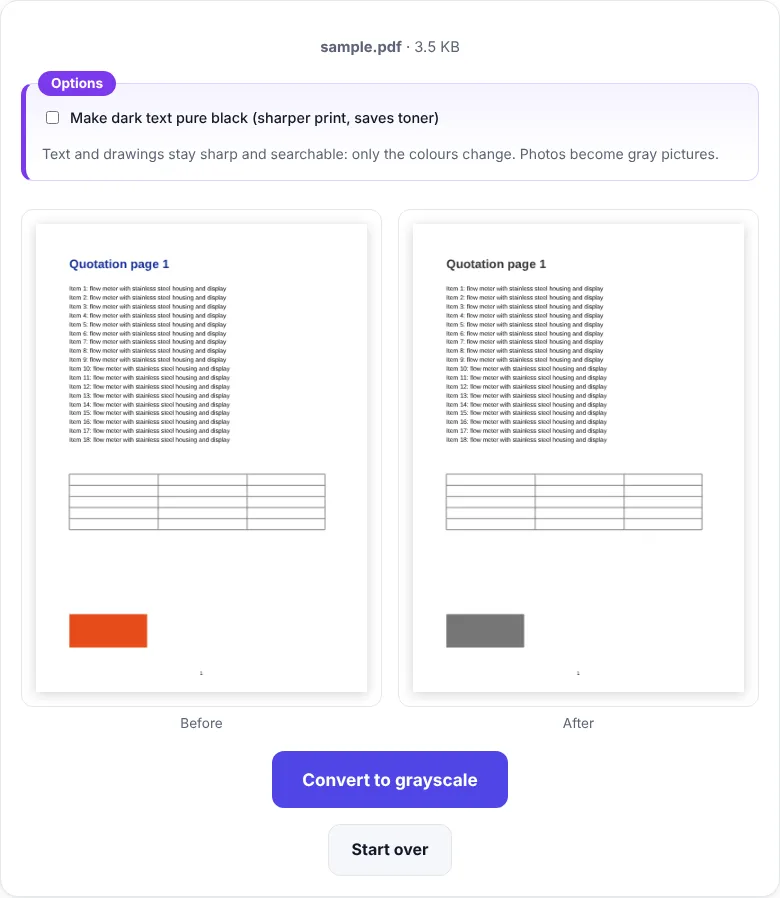 sample.pdf · 3.5 KB
Options
Make dark text pure black (sharper print, saves toner)
Text and drawings stay sharp and searchable: only the colours change. Photos become gray pictures.
Quotation page 1
Item 1: flow meter with stainless steel housing and display
Item 2: flow meter with stainless steel housing and display
Item 3: flow meter with stainless steel housing and display
Item 4: flow meter with stainless steel housing and display
Item 5: flow meter with stainless steel housing and display
Item 6: flow meter with stainless steel housing and display
Item 7: flow meter with stainless steel housing and display
Item 8: flow meter with stainless steel housing and display
Item 9: flow meter with stainless steel housing and display
Item 10: flow meter with stainless steel housing and display
Item 11: flow meter with stainless steel housing and display
Item 12: flow meter with stainless steel housing and display
Item 13: flow meter with stainless steel housing and display
Item 14: flow meter with stainless steel housing and display
Item 15: flow meter with stainless steel housing and display
Item 16: flow meter with stainless steel housing and display
Item 17: flow meter with stainless steel housing and display
Item 18: flow meter with stainless steel housing and display
1
Before
Quotation page 1
Item 1: flow meter with stainless steel housing and display
Item 2: flow meter with stainless steel housing and display
Item 3: flow meter with stainless steel housing and display
Item 4: flow meter with stainless steel housing and display
Item 5: flow meter with stainless steel housing and display
Item 6: flow meter with stainless steel housing and display
Item 7: flow meter with stainless steel housing and display
Item 8: flow meter with stainless steel housing and display
Item 9: flow meter with stainless steel housing and display
Item 10: flow meter with stainless steel housing and display
Item 11: flow meter with stainless steel housing and display
Item 12: flow meter with stainless steel housing and display
Item 13: flow meter with stainless steel housing and display
Item 14: flow meter with stainless steel housing and display
Item 15: flow meter with stainless steel housing and display
Item 16: flow meter with stainless steel housing and display
Item 17: flow meter with stainless steel housing and display
Item 18: flow meter with stainless steel housing and display
1
After
Convert to grayscale
Start over